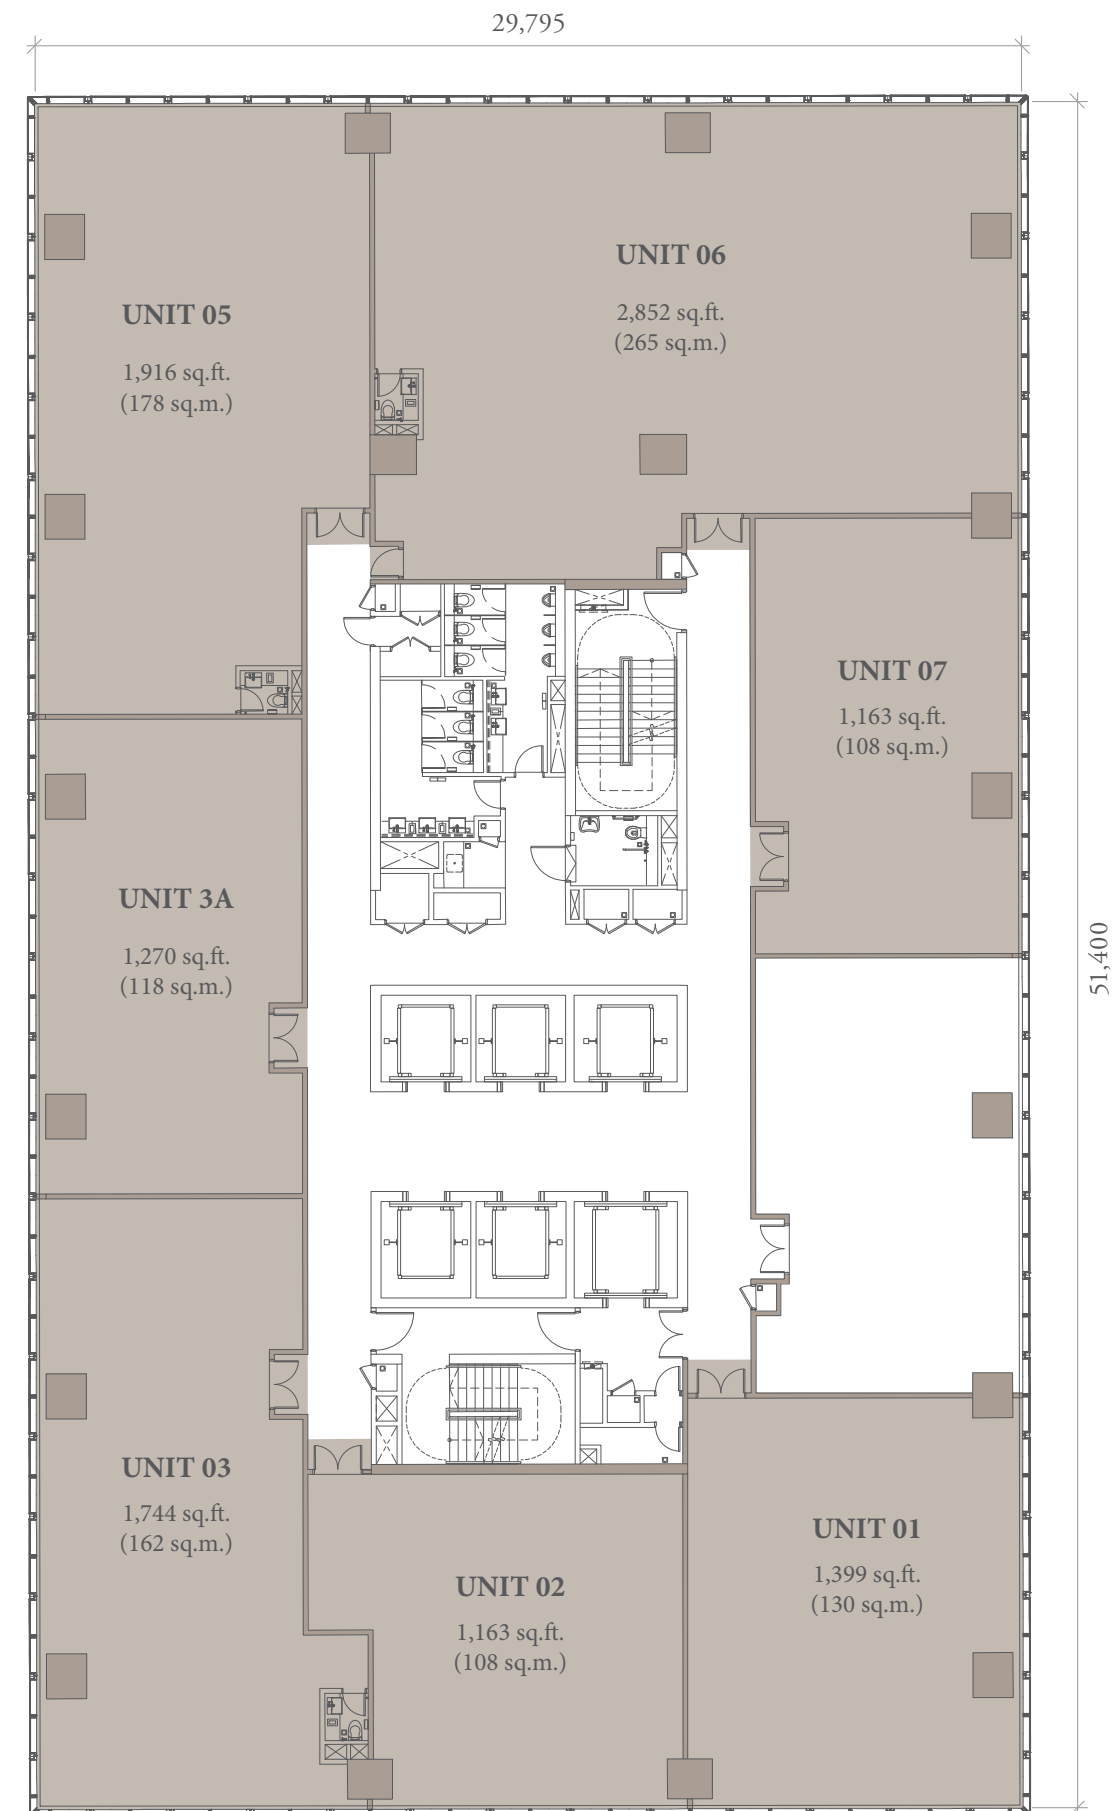 29,795
UNIT 06
2,852 sq.ft.
(265 sq.m.)
UNIT 05
1,916 sq.ft.
(178 sq.m.)
UNIT 07
1,163 sq.ft.
(108 sq.m.)
UNIT 3A
1,270 sq.ft.
(118 sq.m.)
51,400
UNIT 03
1,744 sq.ft.
(162 sq.m.)
UNIT 01
1,399 sq.ft.
(130 sq.m.)
UNIT 02
1,163 sq.ft.
(108 sq.m.)